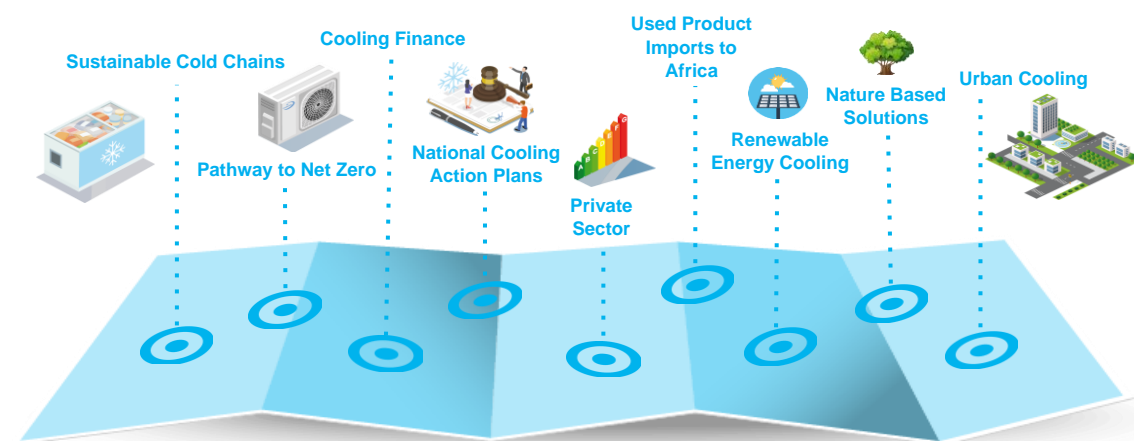 Sustainable Cold Chains
Pathway to Net Zero
Cooling Finance
National Cooling
Action Plans
Private
Sector
Used Product
Imports to
Africa
Renewable
Energy Cooling
Nature Based
Solutions
Urban Cooling